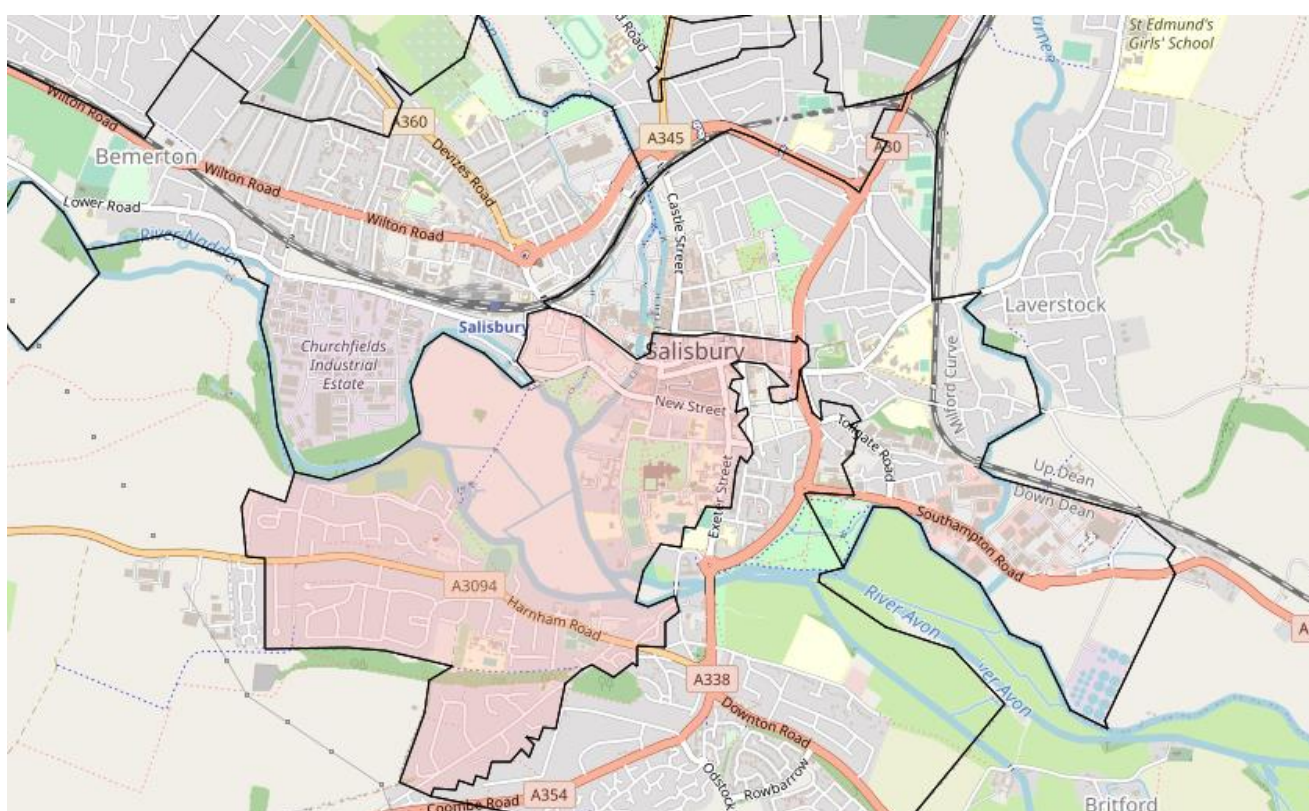 St Edmund's
Girls' School
Wilton Road
A360
A345
A30
Bemerton
Devizes Road
Wilton Road
Lower Road
Wilton Road
River Nadder
Castle Street
Laverstock
Salisbury
Salisbury
Churchfields
Industrial
Estate
Milford Curve
New Street
Tollgate Road
Exeter Street
Up Dean
Down Dean
Southampton Road
A3094
Harnham Road
River Avon
ver Avon
A338
Downton Road
Odstock
Rowbarrow
A354
Coombe Road
Britford